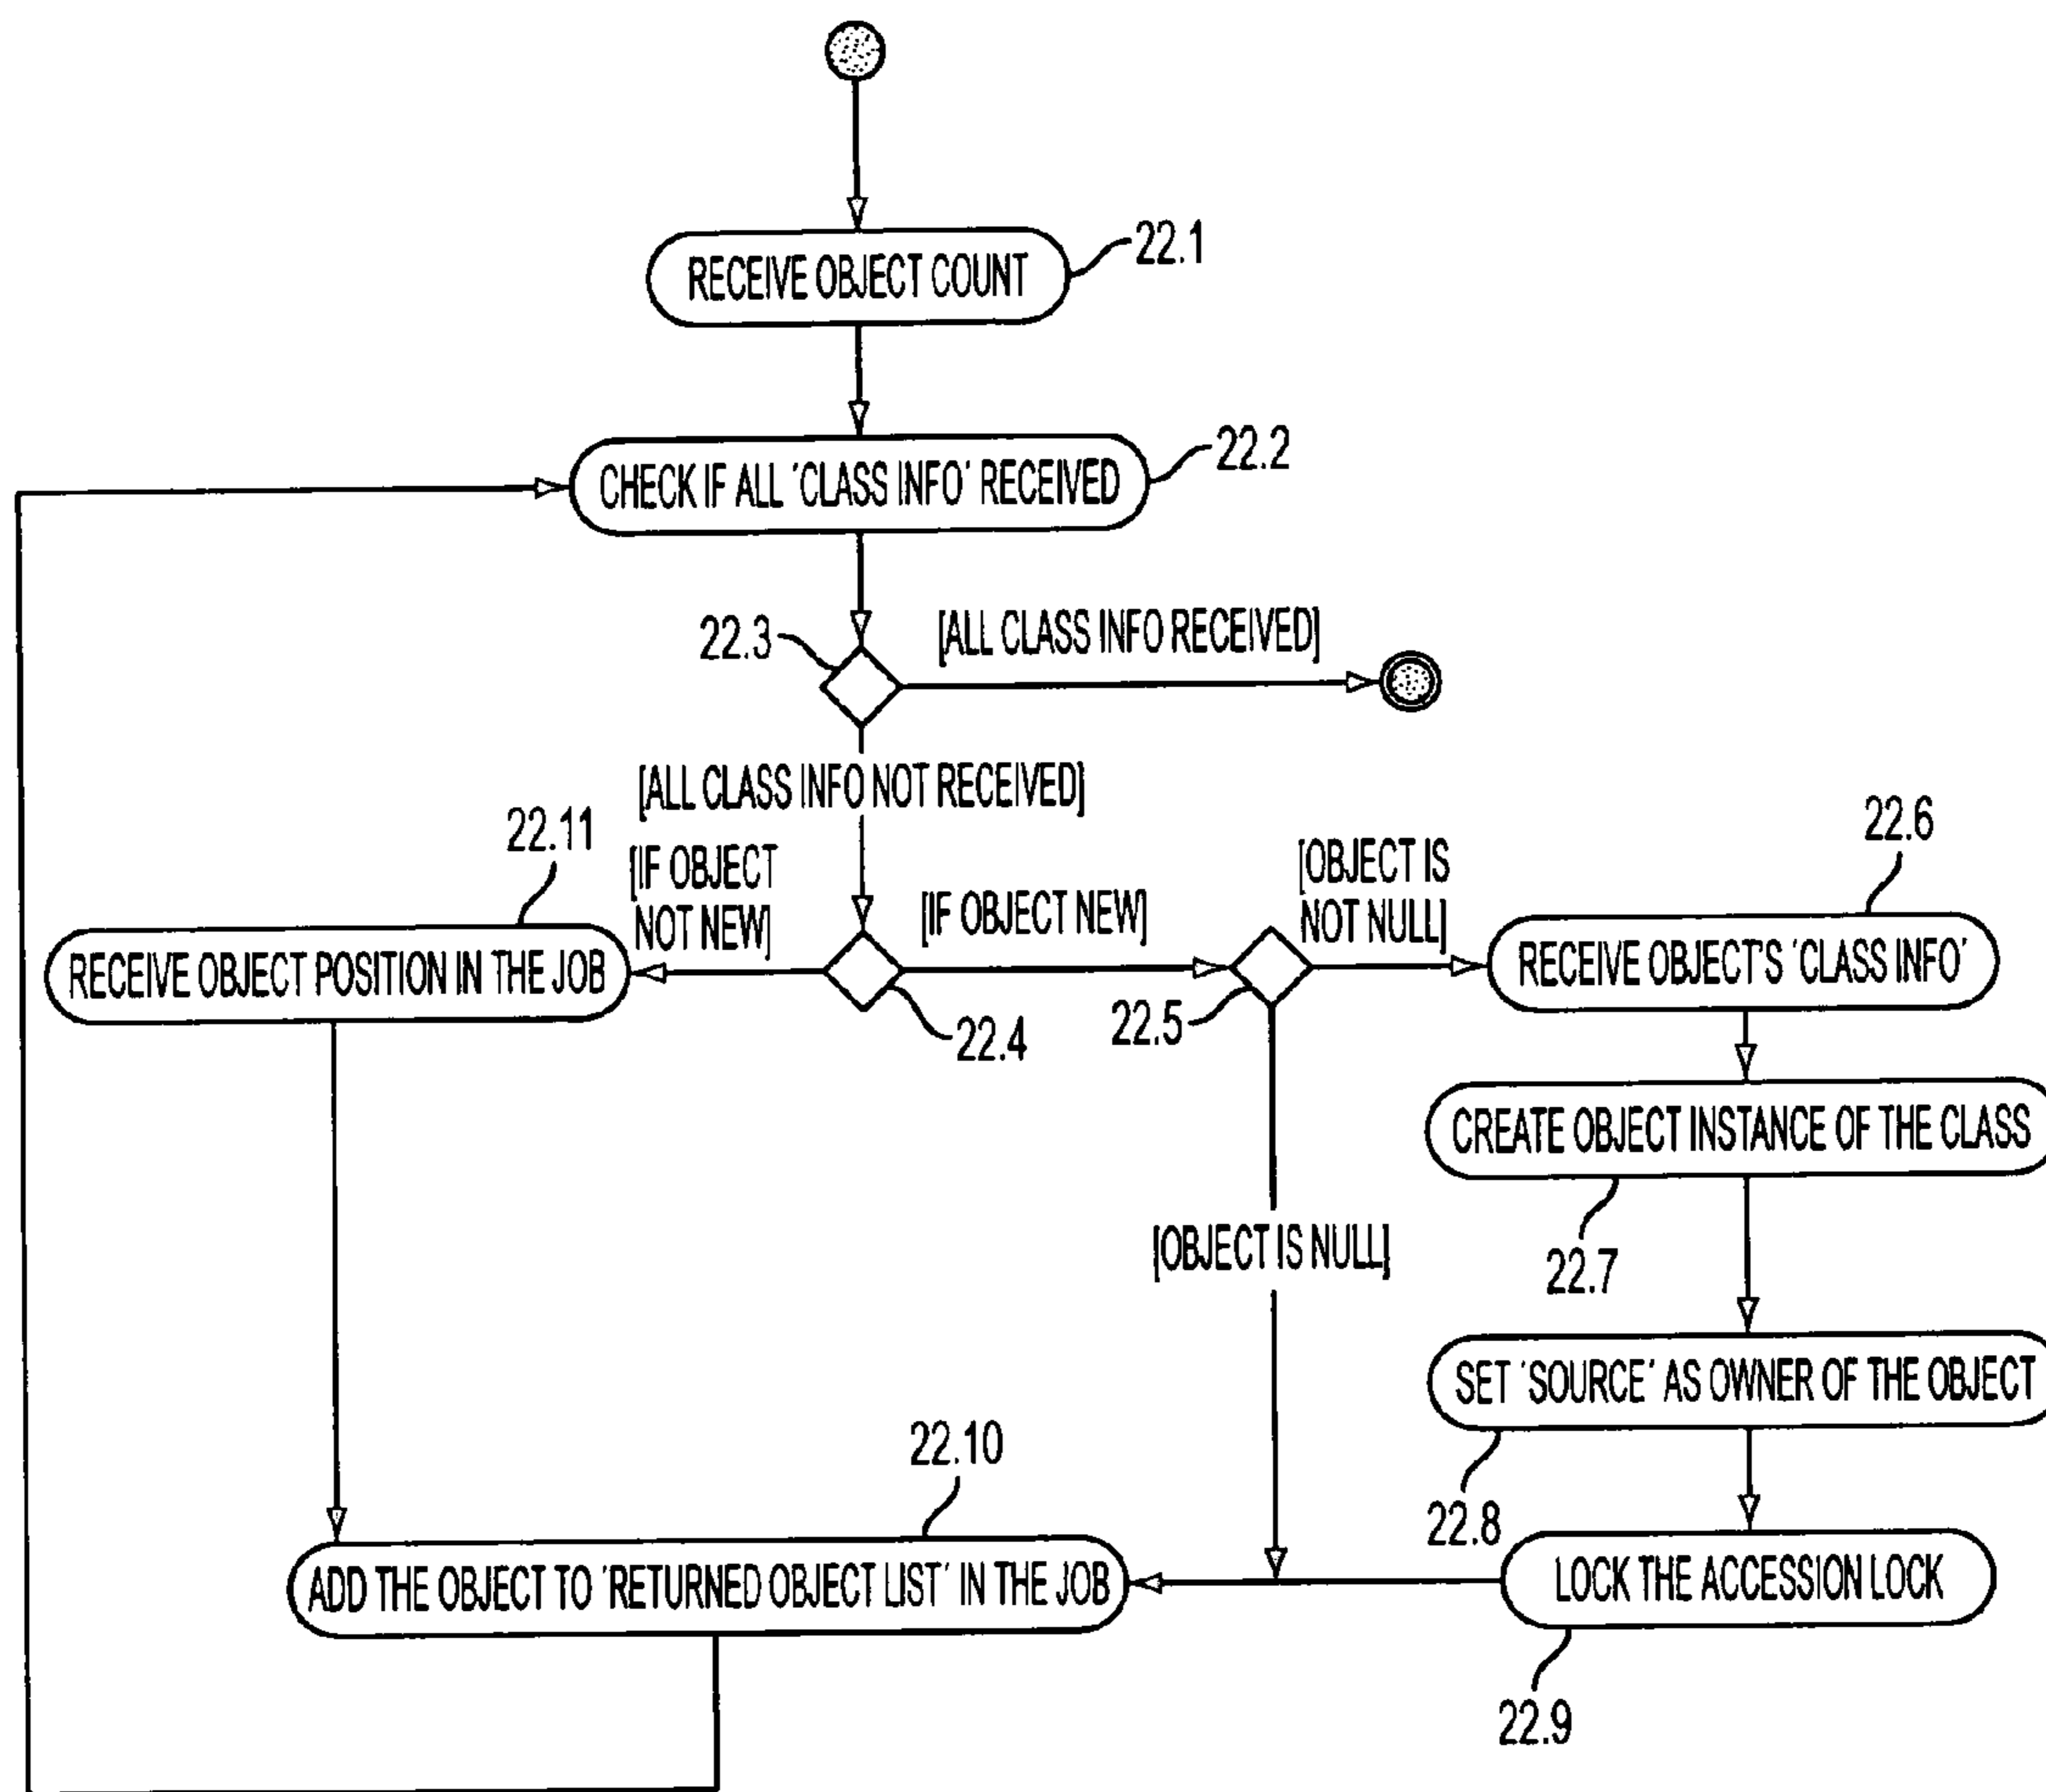 RECEIVE OBJECT COUNT
22.1
CHECK IF ALL 'CLASS INFO' RECEIVED
22.2
22.3
[ALL CLASS INFO RECEIVED]
[ALL CLASS INFO NOT RECEIVED]
22.11
[IF OBJECT
NOT NEW]
[IF OBJECT NEW]
[OBJECT IS
NOT NULL]
22.6
RECEIVE OBJECT POSITION IN THE JOB
22.4
22.5
RECEIVE OBJECT'S 'CLASS INFO'
CREATE OBJECT INSTANCE OF THE CLASS
22.7
[OBJECT IS NULL]
SET 'SOURCE' AS OWNER OF THE OBJECT
22.8
22.10
ADD THE OBJECT TO 'RETURNED OBJECT LIST' IN THE JOB
LOCK THE ACCESSION LOCK
22.9